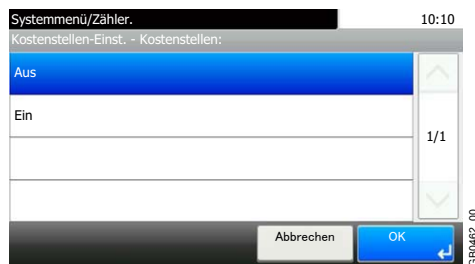 Systemmenü/Zähler.
10:10
Kostenstellen-Einst. - Kostenstellen:
Aus
Ein
1/1
Abbrechen
OK
GB0462_00